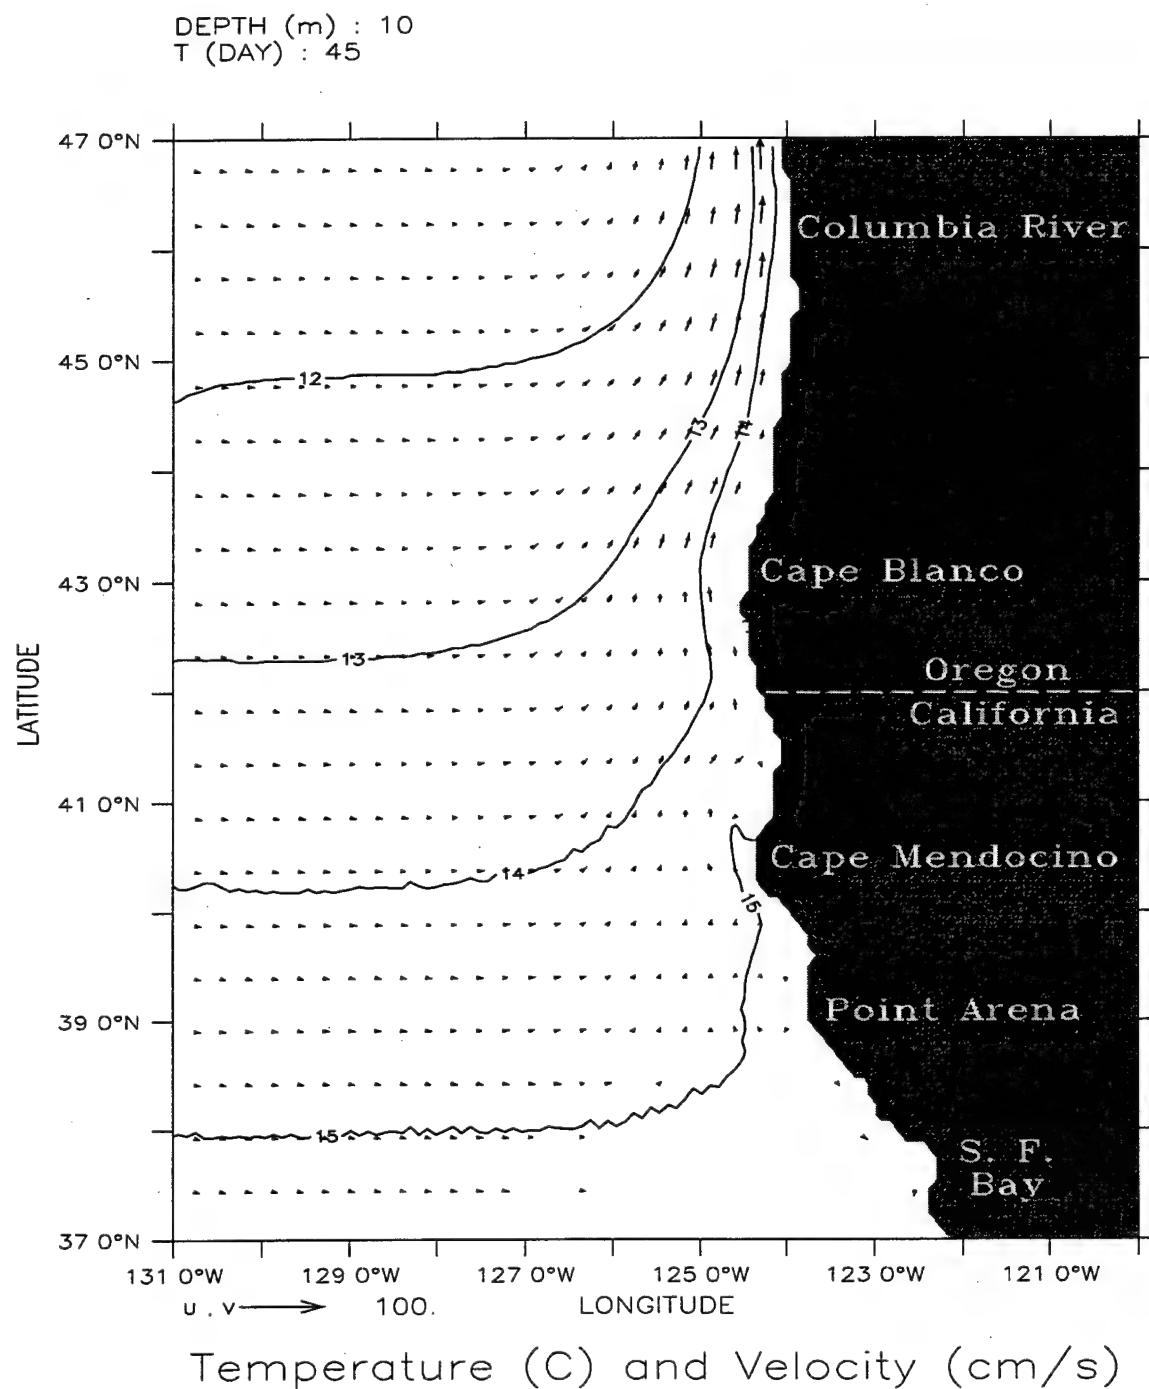 DEPTH (m) : 10
T (DAY) : 45
47 0°N
Columbia River
45 0°N
12
13
14
Cape Blanco
43 0°N
13
Oregon
California
LATITUDE
41 0°N
Cape Mendocino
14
15
39 0°N
Point Arena
15
S. F.
Bay
37 0°N
131 0°W 129 0°W 127 0°W 125 0°W 123 0°W 121 0°W
u , v 100.
LONGITUDE
Temperature (C) and Velocity (cm/s)